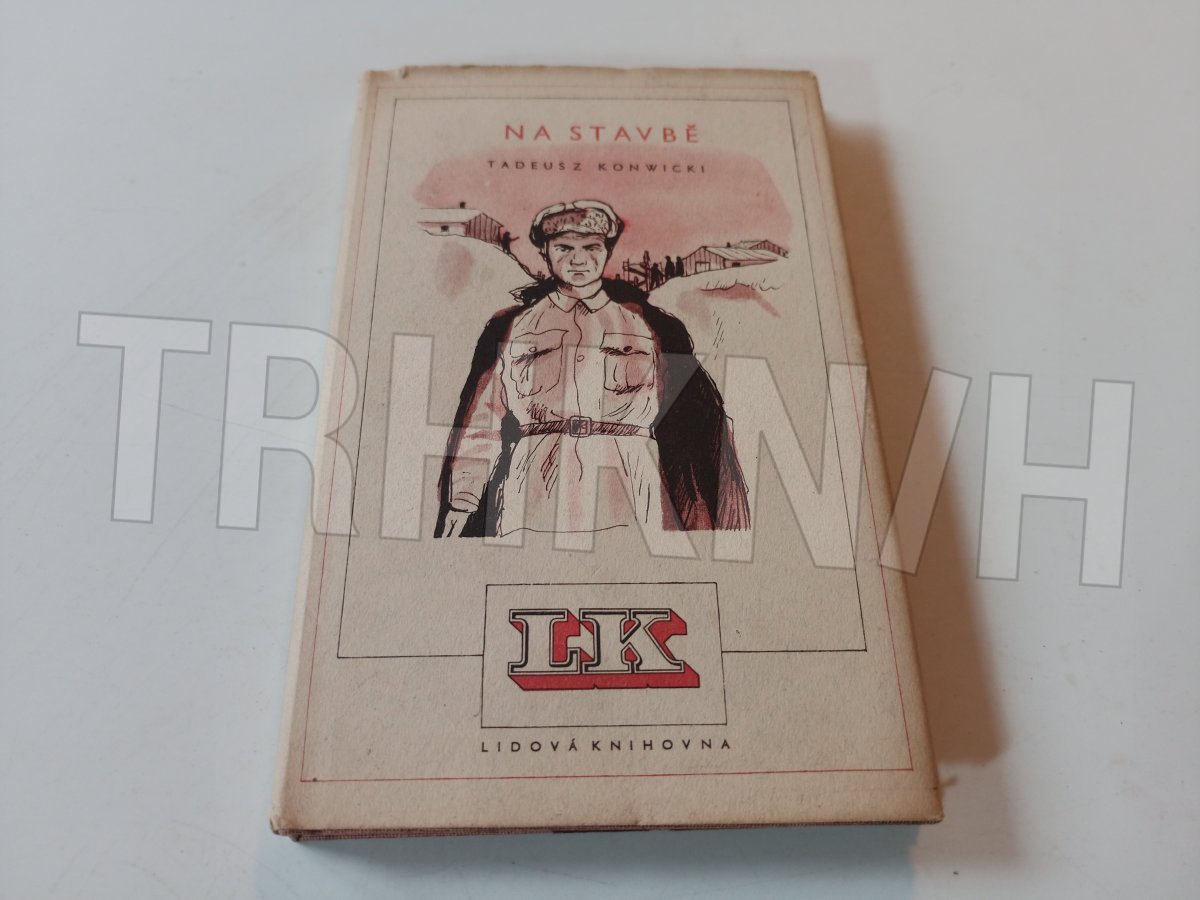 NA STAVBĚ
TADEUSZ KONWICKI
TRHKNIH
LK
LIDOVÁ KNIHOVNA